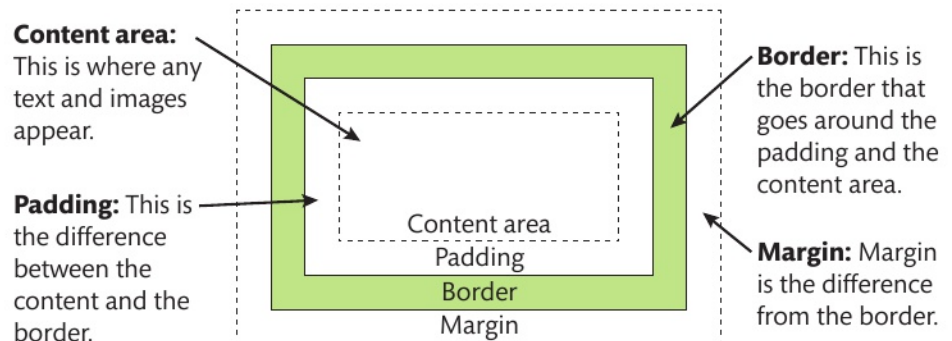 Content area:
This is where any
text and images
appear.
Padding: This is
the difference
between the
content and the
border.
Content area
Padding
Border
Margin
Border: This is
the border that
goes around the
padding and the
content area.
Margin: Margin
is the difference
from the border.